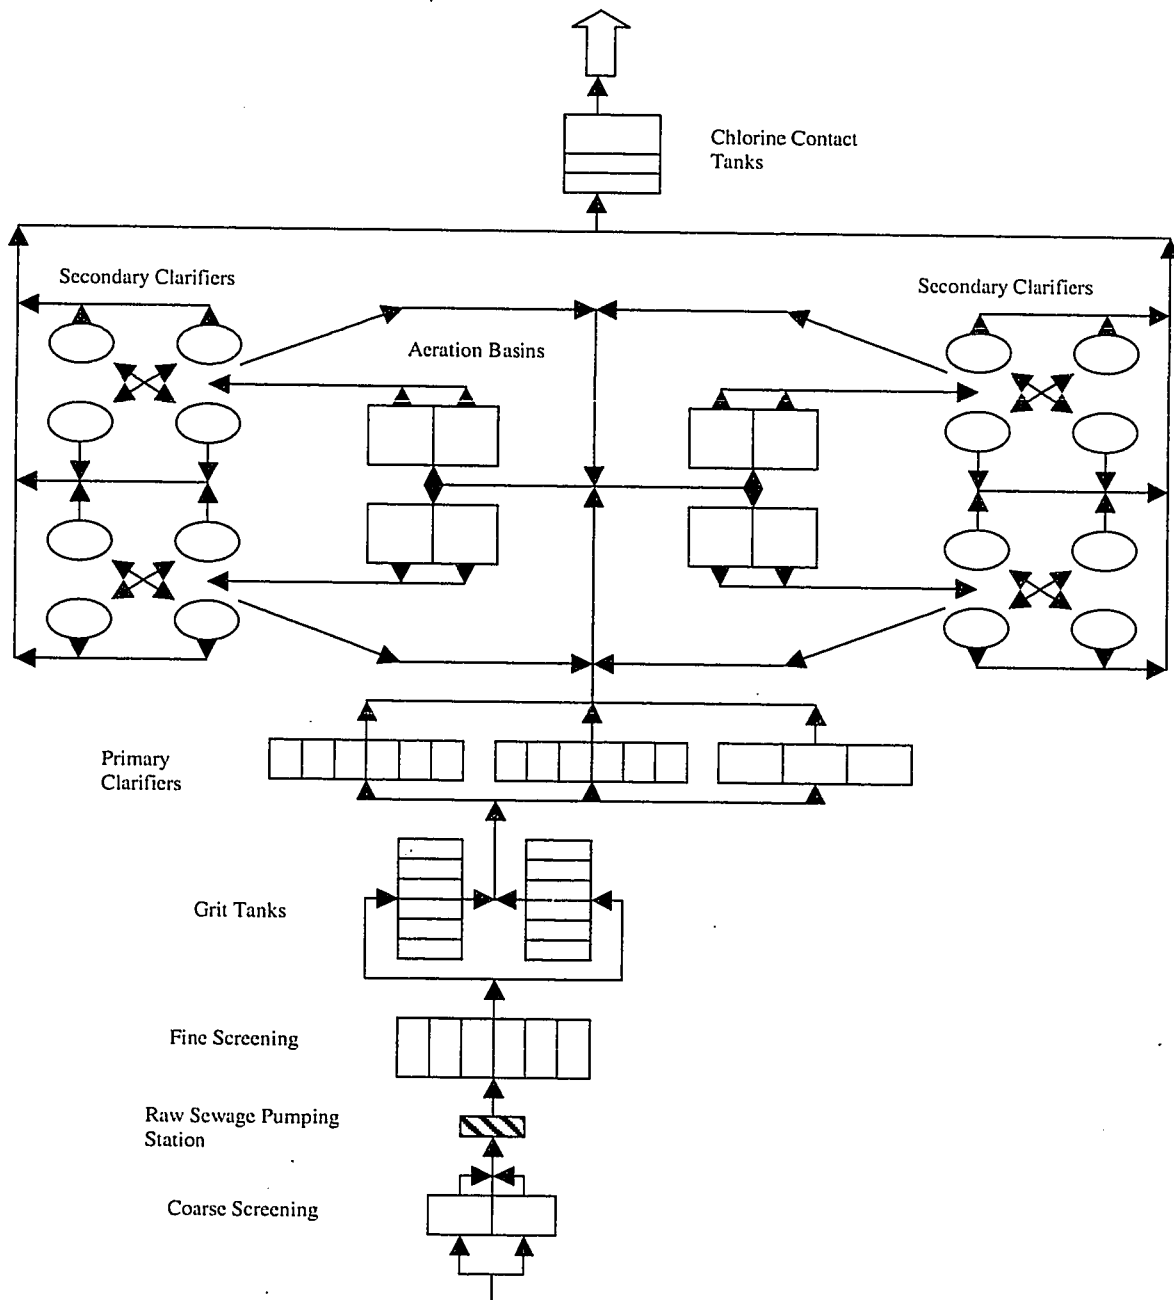 Chlorine Contact
Tanks
Secondary Clarifiers
Secondary Clarifiers
Aeration Basins
Primary
Clarifiers
Grit Tanks
Fine Screening
Raw Sewage Pumping
Station
Coarse Screening